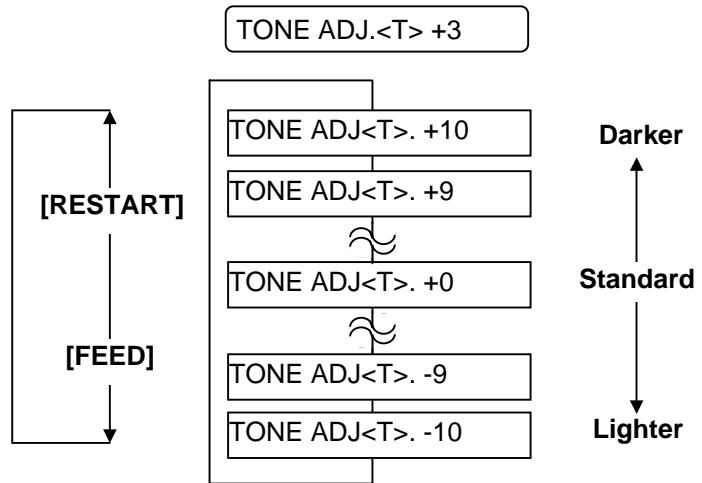 TONE ADJ.<T> +3
TONE ADJ<T>. +10
Darker
[RESTART]
TONE ADJ<T>. +9
TONE ADJ<T>. +0
Standard
[FEED]
TONE ADJ<T>. -9
TONE ADJ<T>. -10
Lighter